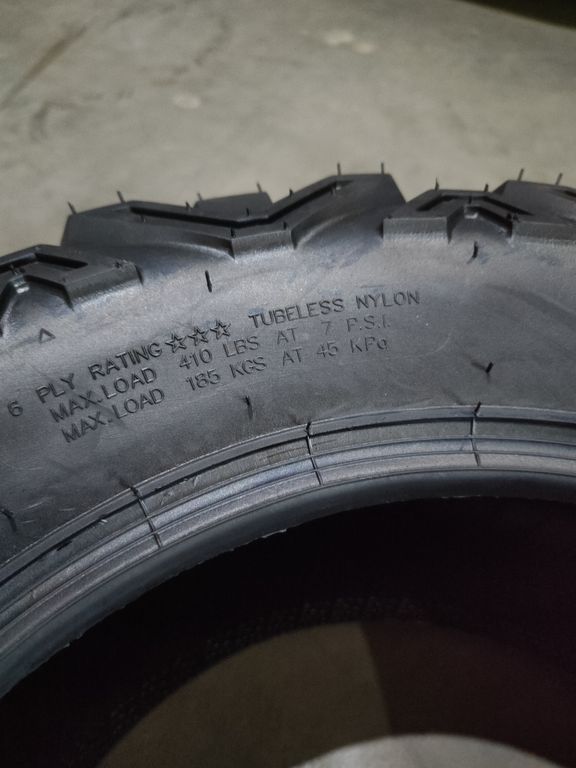 6 PLY RATING ☆☆☆ TUBELESS NYLON
MAX.LOAD 410 LBS AT 7 P.S.I.
MAX.LOAD 185 KGS AT 45 KPa